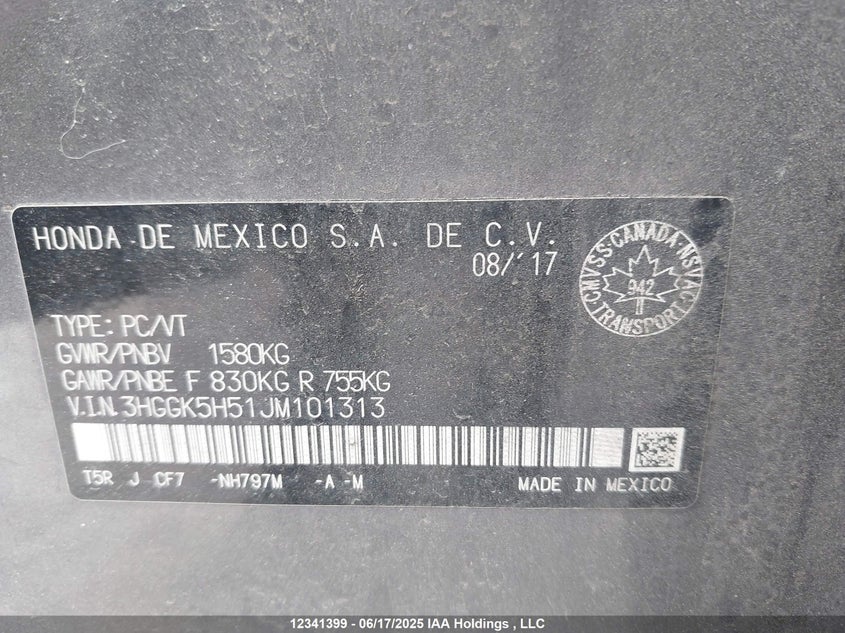 HONDA DE MEXICO S.A. DE C.V.
08/'17
CMVSS·CANADA·NSVAC
942
TRANSPORT
TYPE: PC/VT
GVWR/PNBV 1580KG
GAWR/PNBE F 830KG R 755KG
V.I.N. 3HGGK5H51JM101313
T5R J CF7 -NH797M -A -M
MADE IN MEXICO
12341399 - 06/17/2025 IAA Holdings , LLC